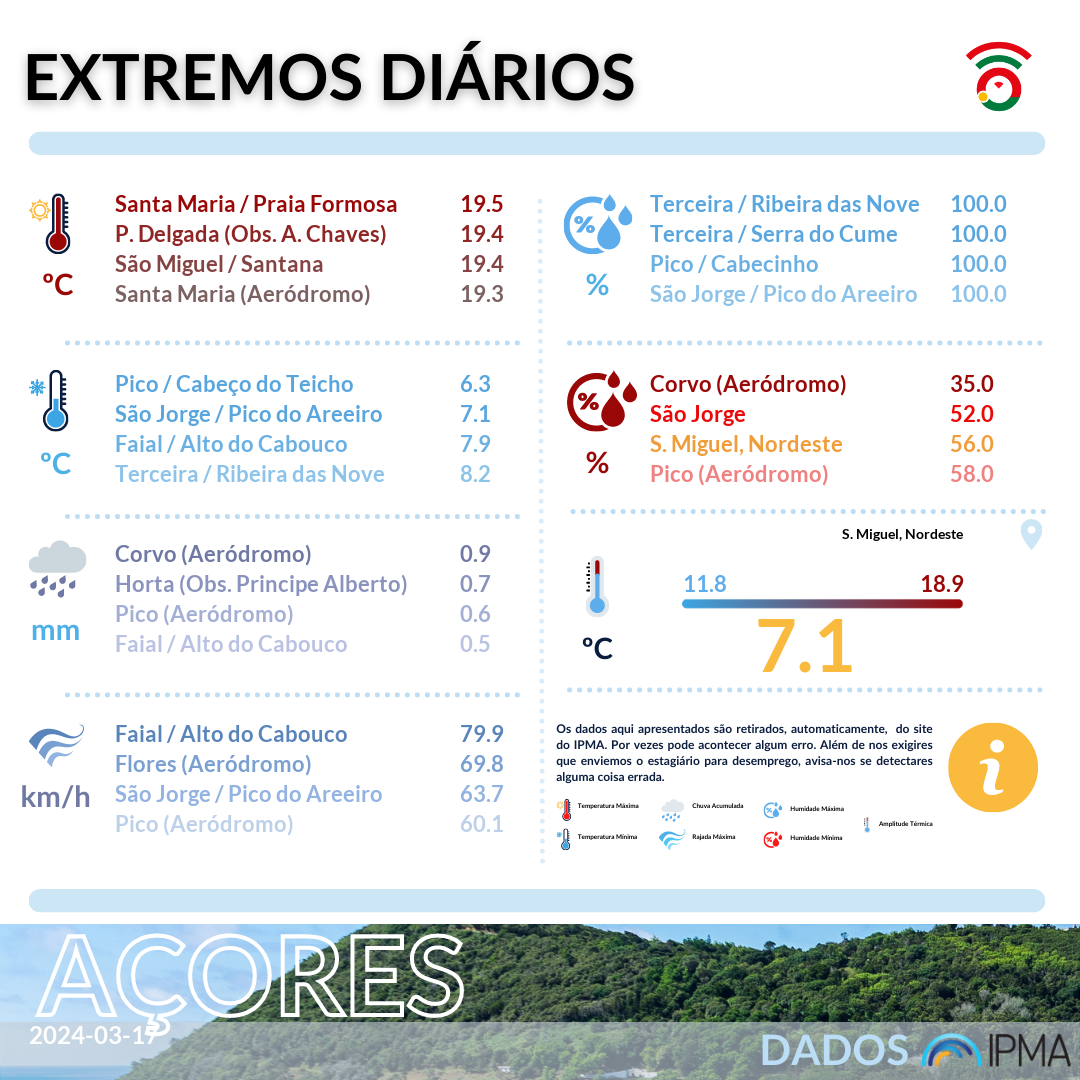 EXTREMOS DIÁRIOS
Santa Maria / Praia Formosa 19.5
P. Delgada (Obs. A. Chaves) 19.4
São Miguel / Santana 19.4
Santa Maria (Aeródromo) 19.3
ºC
Terceira / Ribeira das Nove 100.0
Terceira / Serra do Cume 100.0
Pico / Cabecinho 100.0
São Jorge / Pico do Areeiro 100.0
%
%
Pico / Cabeço do Teicho 6.3
São Jorge / Pico do Areeiro 7.1
Faial / Alto do Cabouco 7.9
Terceira / Ribeira das Nove 8.2
ºC
Corvo (Aeródromo) 35.0
São Jorge 52.0
S. Miguel, Nordeste 56.0
Pico (Aeródromo) 58.0
%
%
Corvo (Aeródromo) 0.9
Horta (Obs. Principe Alberto) 0.7
Pico (Aeródromo) 0.6
Faial / Alto do Cabouco 0.5
mm
S. Miguel, Nordeste
11.8 18.9
7.1
ºC
Faial / Alto do Cabouco 79.9
Flores (Aeródromo) 69.8
São Jorge / Pico do Areeiro 63.7
Pico (Aeródromo) 60.1
km/h
Os dados aqui apresentados são retirados, automaticamente, do site
do IPMA. Por vezes pode acontecer algum erro. Além de nos exigires
que enviemos o estagiário para desemprego, avisa-nos se detectares
alguma coisa errada.
i
Temperatura Máxima
Chuva Acumulada
Humidade Máxima
Amplitude Térmica
Temperatura Mínima
Rajada Máxima
Humidade Mínima
AÇORES
2024-03-17
DADOS IPMA